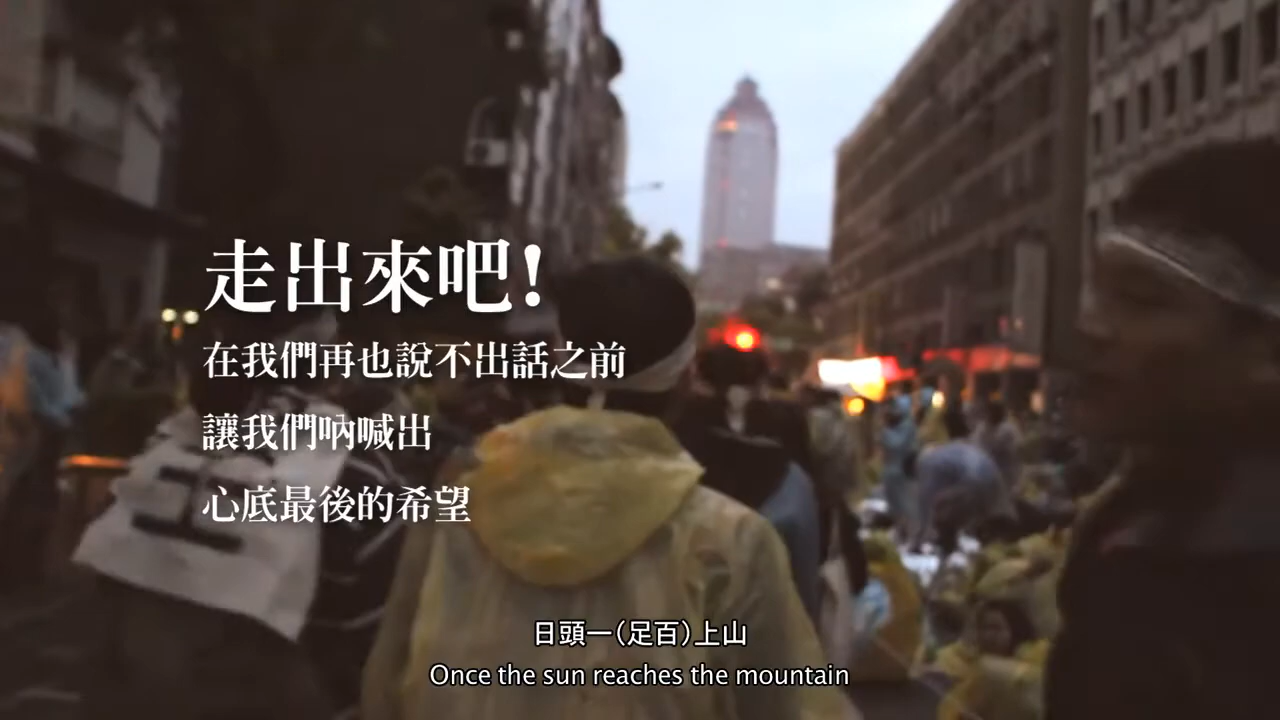 走出來吧!
在我們再也說不出話之前
讓我們吶喊出
心底最後的希望
日頭一(足百)上山
Once the sun reaches the mountain